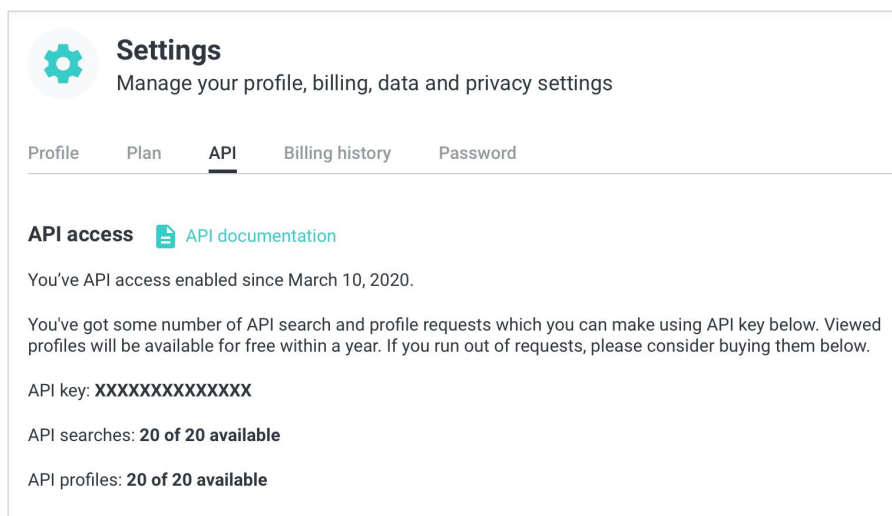 Settings
Manage your profile, billing, data and privacy settings
Profile Plan API Billing history Password
API access API documentation
You’ve API access enabled since March 10, 2020.
You've got some number of API search and profile requests which you can make using API key below. Viewed
profiles will be available for free within a year. If you run out of requests, please consider buying them below.
API key: XXXXXXXXXXXXXX
API searches: 20 of 20 available
API profiles: 20 of 20 available